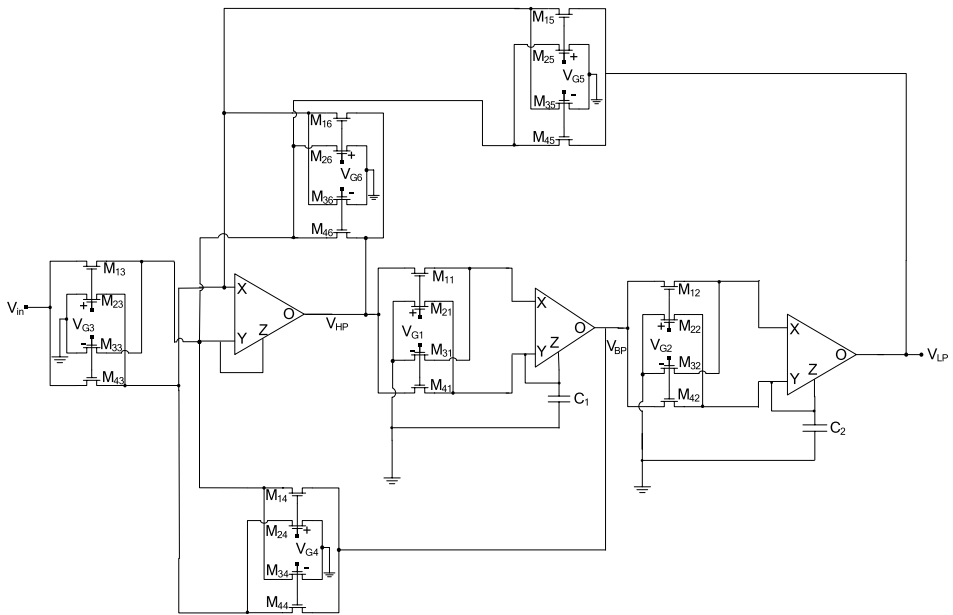 M15
M25
+
VG5
-
M35
M45
M16
M26
+
VG6
-
M36
M46
M13
M23
+
VG3
-
M33
M43
Vin
X
Y
Z
O
VHP
M11
M21
+
VG1
-
M31
M41
X
Y
Z
O
VBP
C1
M12
M22
+
VG2
-
M32
M42
X
Y
Z
O
VLP
C2
M14
M24
+
VG4
-
M34
M44